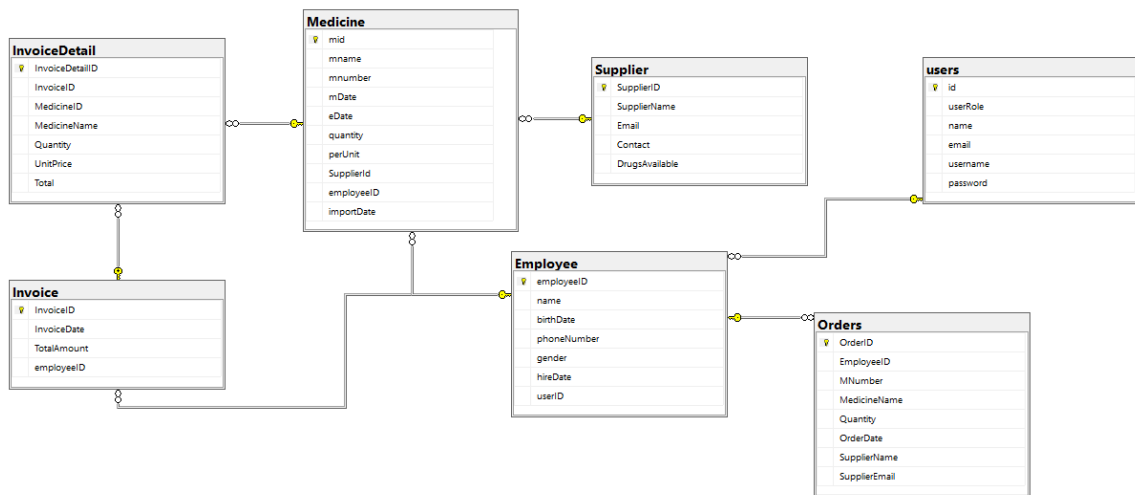 Medicine
mid
mname
mnumber
mDate
eDate
quantity
perUnit
SupplierId
employeeID
importDate
InvoiceDetail
InvoiceDetailID
InvoiceID
MedicineID
MedicineName
Quantity
UnitPrice
Total
Supplier
SupplierID
SupplierName
Email
Contact
DrugsAvailable
users
id
userRole
name
email
username
password
Invoice
InvoiceID
InvoiceDate
TotalAmount
employeeID
Employee
employeeID
name
birthDate
phoneNumber
gender
hireDate
userID
Orders
OrderID
EmployeeID
MNumber
MedicineName
Quantity
OrderDate
SupplierName
SupplierEmail